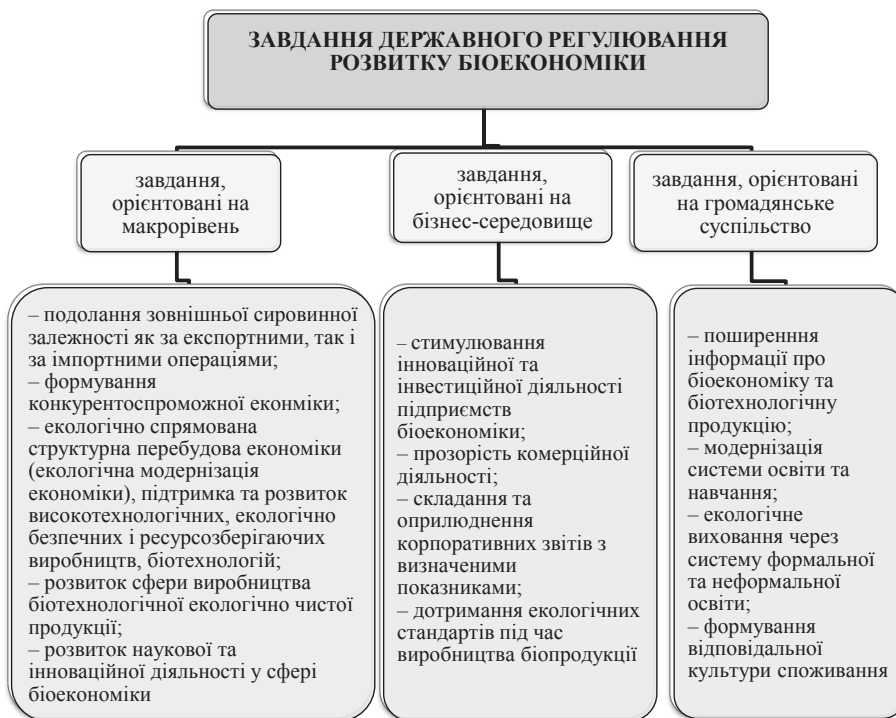 ЗАВДАННЯ ДЕРЖАВНОГО РЕГУЛЮВАННЯ
РОЗВИТКУ БІОЕКОНОМІКИ
завдання,
орієнтовані на
макрорівень
завдання,
орієнтовані на
бізнес-середовище
завдання, орієнтовані
на громадянське
суспільство
– подолання зовнішньої сировинної
залежності як за експортними, так і
за імпортними операціями;
– формування
конкурентоспроможної еконміки;
– екологічно спрямована
структурна перебудова економіки
(екологічна модернізація
економіки), підтримка та розвиток
високотехнологічних, екологічно
безпечних і ресурсозберігаючих
виробництв, біотехнологій;
– розвиток сфери виробництва
біотехнологічної екологічно чистої
продукції;
– розвиток наукової та
інноваційної діяльності у сфері
біоекономіки
– стимулювання
інноваційної та
інвестиційної діяльності
підприємств
біоекономіки;
– прозорість комерційної
діяльності;
– складання та
оприлюднення
корпоративних звітів з
визначеними
показниками;
– дотримання екологічних
стандартів під час
виробництва біопродукції
– поширенння
інформації про
біоекономіку та
біотехнологічну
продукцію;
– модернізація
системи освіти та
навчання;
– екологічне
виховання через
систему формальної
та неформальної
освіти;
– формування
відповідальної
культури споживання